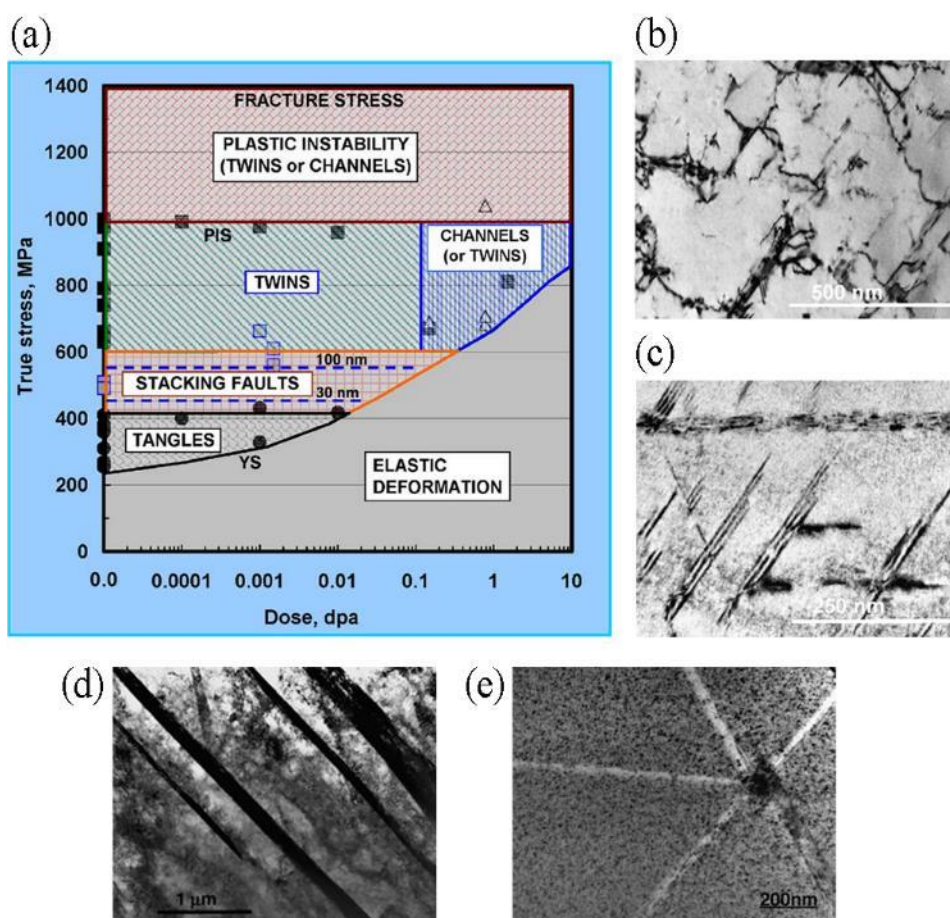 (a)
1400
1200
1000
800
600
400
200
0
True stress, MPa
FRACTURE STRESS
PLASTIC INSTABILITY
(TWINS or CHANNELS)
PIS
CHANNELS
(or TWINS)
TWINS
100 nm
STACKING FAULTS
30 nm
TANGLES
YS
ELASTIC
DEFORMATION
0.0 0.0001 0.001 0.01 0.1 1 10
Dose, dpa
(b)
500 nm
(c)
250 nm
(d)
1 µm
(e)
200nm